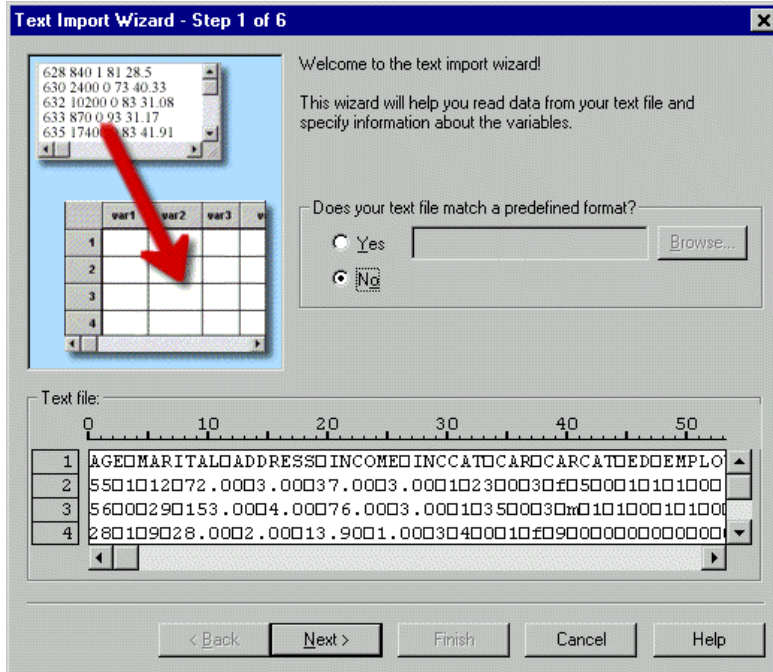 Text Import Wizard - Step 1 of 6
628 840 1 81 28.5
630 2400 0 73 40.33
632 10200 0 83 31.08
633 870 0 93 31.17
635 1740 83 41.91
var1 var2 var3 v
1
2
3
4
Welcome to the text import wizard!
This wizard will help you read data from your text file and
specify information about the variables.
Does your text file match a predefined format?
Yes Browse...
No
Text file:
0 10 20 30 40 50
1 AGE□MARITAL□ADDRESS□INCOME□INCCAT□CAR□CARCAT□ED□EMPLO
2 55□1□12□72.00□3.00□37.00□3.00□1□23□0□3□f□5□0□1□1□1□0□
3 56□0□29□153.00□4.00□76.00□3.00□1□35□0□3□m□1□1□0□1□1□0□
4 28□1□9□28.00□2.00□13.90□1.00□3□4□0□1□f□9□0□0□0□0□0□0□
< Back Next > Finish Cancel Help